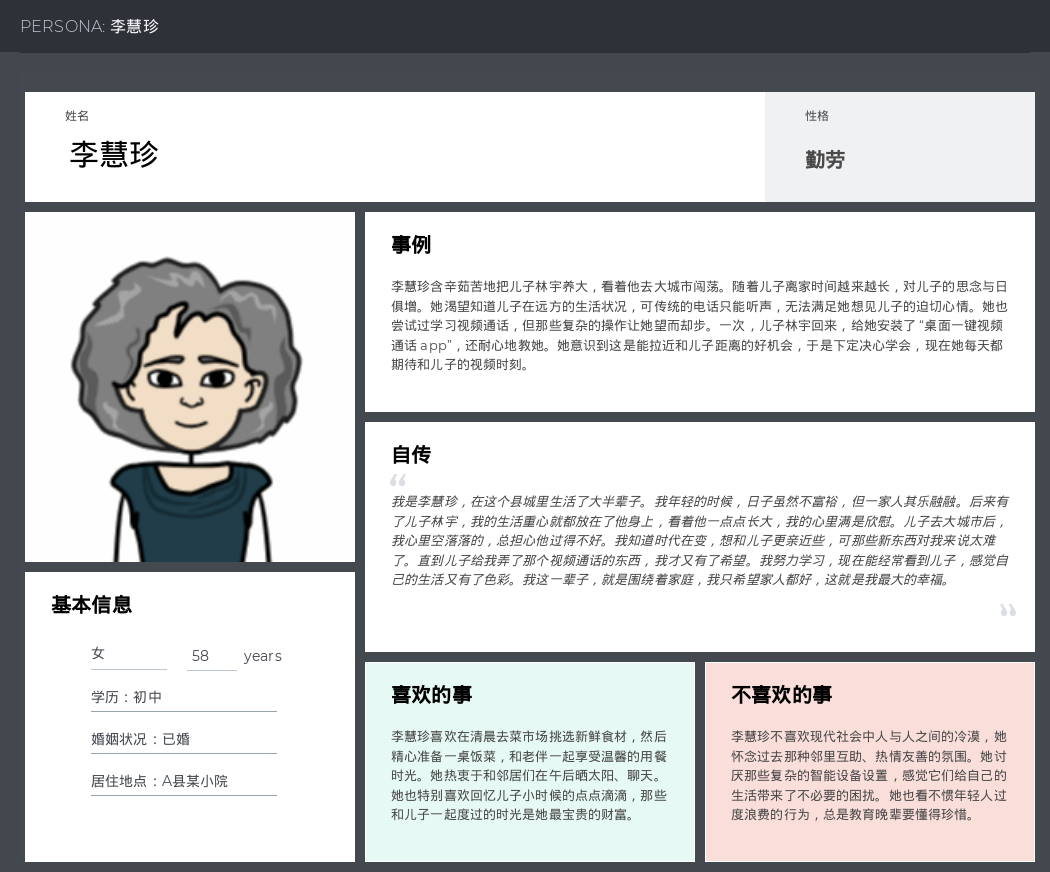 PERSONA: 李慧珍
姓名
李慧珍
性格
勤劳
事例
李慧珍含辛茹苦地把儿子林宇养大，看着他去大城市闯荡。随着儿子离家时间越来越长，对儿子的思念与日
俱增。她渴望知道儿子在远方的生活状况，可传统的电话只能听声，无法满足她想见儿子的迫切心情。她也
尝试过学习视频通话，但那些复杂的操作让她望而却步。一次，儿子林宇回来，给她安装了“桌面一键视频
通话 app”，还耐心地教她。她意识到这是能拉近和儿子距离的好机会，于是下定决心学会，现在她每天都
期待和儿子的视频时刻。
自传
“
我是李慧珍，在这个县城里生活了大半辈子。我年轻的时候，日子虽然不富裕，但一家人其乐融融。后来有
了儿子林宇，我的生活重心就都放在了他身上，看着他一点点长大，我的心里满是欣慰。儿子去大城市后，
我心里空落落的，总担心他过得不好。我知道时代在变，想和儿子更亲近些，可那些新东西对我来说太难
了。直到儿子给我弄了那个视频通话的东西，我才又有了希望。我努力学习，现在能经常看到儿子，感觉自
己的生活又有了色彩。我这一辈子，就是围绕着家庭，我只希望家人都好，这就是我最大的幸福。
”
基本信息
女 58 years
学历：初中
婚姻状况：已婚
居住地点：A县某小院
喜欢的事
李慧珍喜欢在清晨去菜市场挑选新鲜食材，然后
精心准备一桌饭菜，和老伴一起享受温馨的用餐
时光。她热衷于和邻居们在午后晒太阳、聊天。
她也特别喜欢回忆儿子小时候的点点滴滴，那些
和儿子一起度过的时光是她最宝贵的财富。
不喜欢的事
李慧珍不喜欢现代社会中人与人之间的冷漠，她
怀念过去那种邻里互助、热情友善的氛围。她讨
厌那些复杂的智能设备设置，感觉它们给自己的
生活带来了不必要的困扰。她也看不惯年轻人过
度浪费的行为，总是教育晚辈要懂得珍惜。